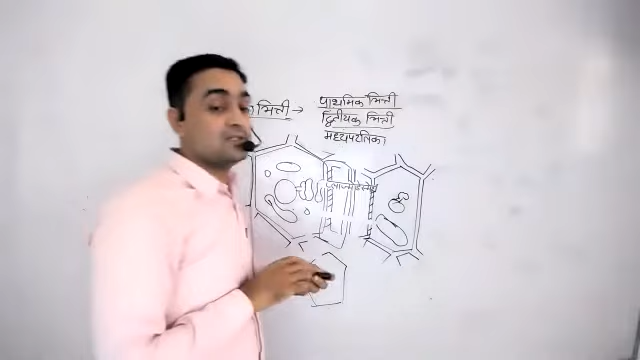 भित्ती →
प्राथमिक भित्ती
द्वितीयक भित्ती
मध्यपटलिका